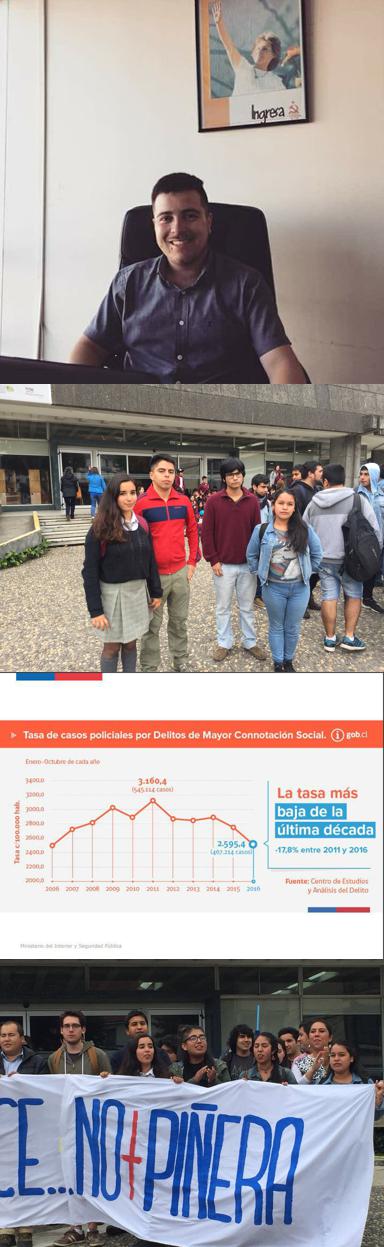 Ingresa
Tasa de casos policiales por Delitos de Mayor Connotación Social.
i gob.cl
Enero-Octubre de cada año
Tasa c/100.000 hab.
3400,0
3200,0
3000,0
2800,0
2600,0
2400,0
2200,0
2000,0
3.160,4
(545.114 casos)
2.595,4
(467.214 casos)
2006 2007 2008 2009 2010 2011 2012 2013 2014 2015 2016
La tasa más
baja de la
última década
-17,8% entre 2011 y 2016
Fuente: Centro de Estudios
y Análisis del Delito
Ministerio del Interior y Seguridad Pública
CE... NO + PIÑERA